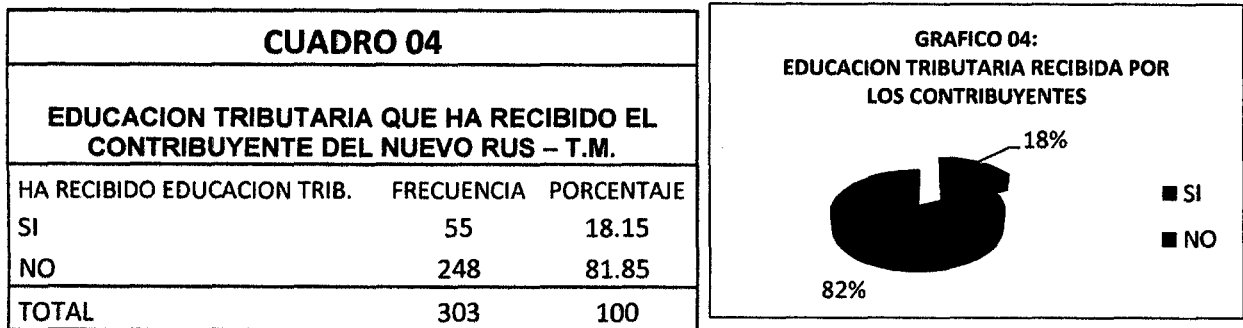 CUADRO 04
EDUCACION TRIBUTARIA QUE HA RECIBIDO EL
CONTRIBUYENTE DEL NUEVO RUS – T.M.
HA RECIBIDO EDUCACION TRIB. FRECUENCIA PORCENTAJE
SI 55 18.15
NO 248 81.85
TOTAL 303 100
GRAFICO 04:
EDUCACION TRIBUTARIA RECIBIDA POR
LOS CONTRIBUYENTES
18%
SI
NO
82%